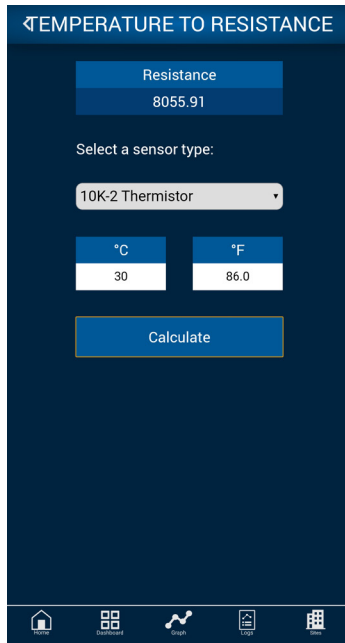 TEMPERATURE TO RESISTANCE
Resistance
8055.91
Select a sensor type:
10K-2 Thermistor
°C
°F
30
86.0
Calculate
Home
Dashboard
Graph
Logs
Sites